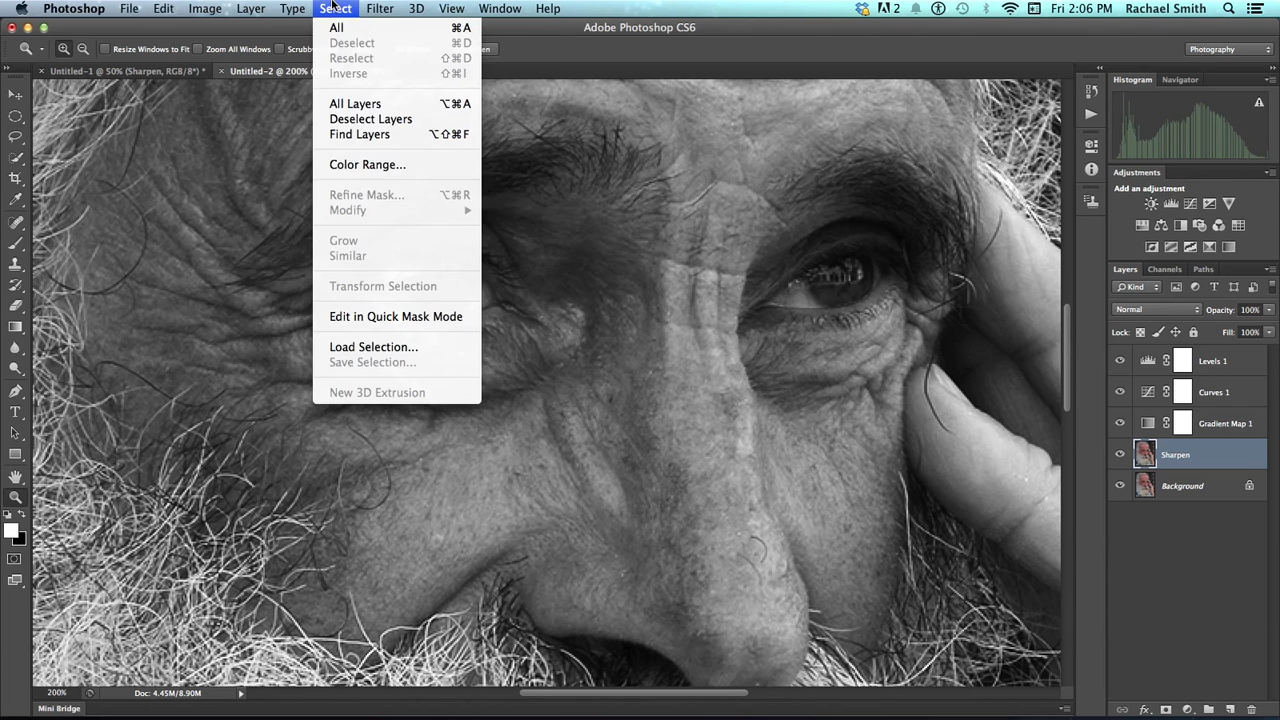 Photoshop File Edit Image Layer Type Select Filter 3D View Window Help 2 Fri 2:06 PM Rachael Smith
Adobe Photoshop CS6
Resize Windows to Fit Zoom All Windows Photography
Untitled-1 @ 50% (Sharpen, RGB/8*) * Untitled-2 @ 200%
All ⌘A
Deselect ⌘D
Reselect ⇧⌘D
Inverse ⇧⌘I
All Layers ⌥⌘A
Deselect Layers
Find Layers ⌥⇧⌘F
Color Range...
Refine Mask... ⌥⌘R
Modify
Grow
Similar
Transform Selection
Edit in Quick Mask Mode
Load Selection...
Save Selection...
New 3D Extrusion
Histogram Navigator
Adjustments
Add an adjustment
Layers Channels Paths
Kind
Normal Opacity: 100%
Lock: Fill: 100%
Levels 1
Curves 1
Gradient Map 1
Sharpen
Background
200% Doc: 4.45M/8.90M
Mini Bridge